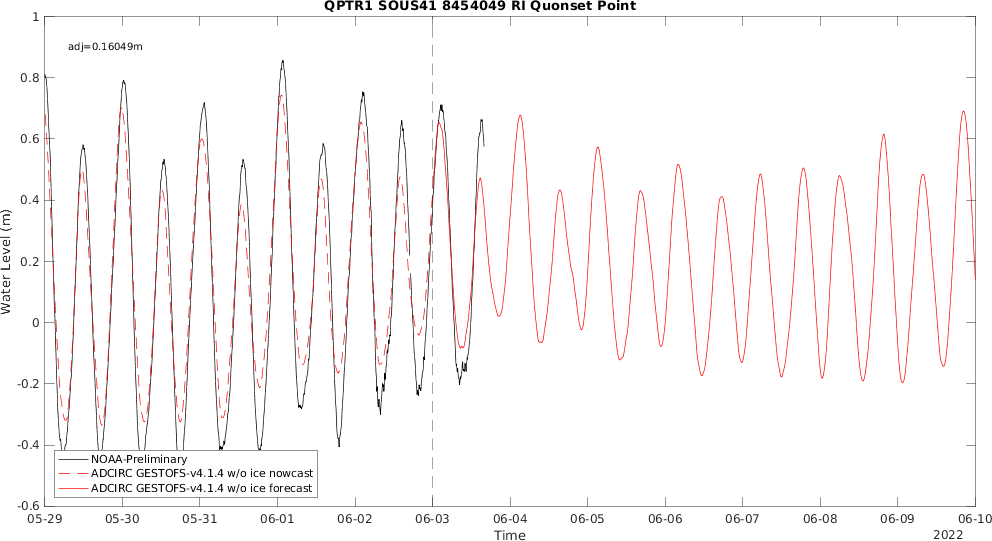 QPTR1 SOUS41 8454049 RI Quonset Point
adj=0.16049m
Water Level (m)
1
0.8
0.6
0.4
0.2
0
-0.2
-0.4
-0.6
NOAA-Preliminary
ADCIRC GESTOFS-v4.1.4 w/o ice nowcast
ADCIRC GESTOFS-v4.1.4 w/o ice forecast
05-29 05-30 05-31 06-01 06-02 06-03 06-04 06-05 06-06 06-07 06-08 06-09 06-10
Time
2022